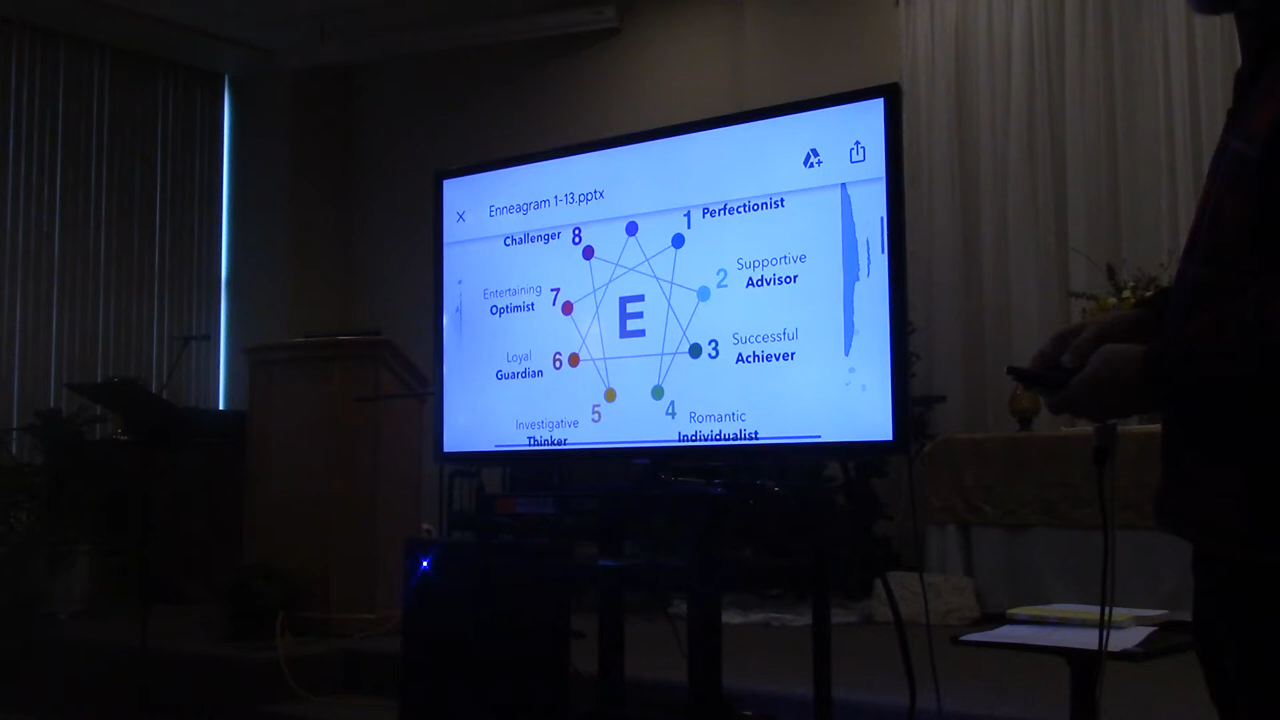 Enneagram 1-13.pptx
Challenger 8
1 Perfectionist
Entertaining
Optimist 7
2 Supportive
Advisor
E
Loyal
Guardian 6
3 Successful
Achiever
Investigative
Thinker 5
4 Romantic
Individualist